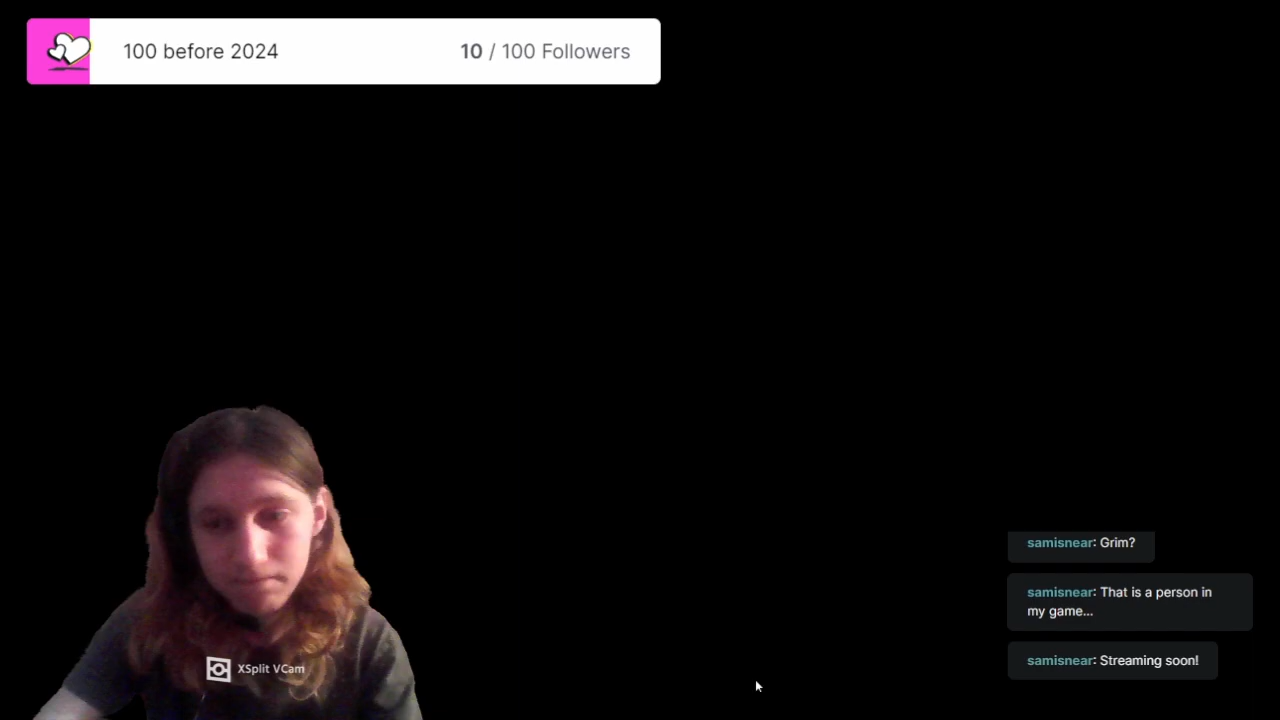 100 before 2024
10 / 100 Followers
samisnear: Grim?
samisnear: That is a person in
my game...
samisnear: Streaming soon!
XSplit VCam